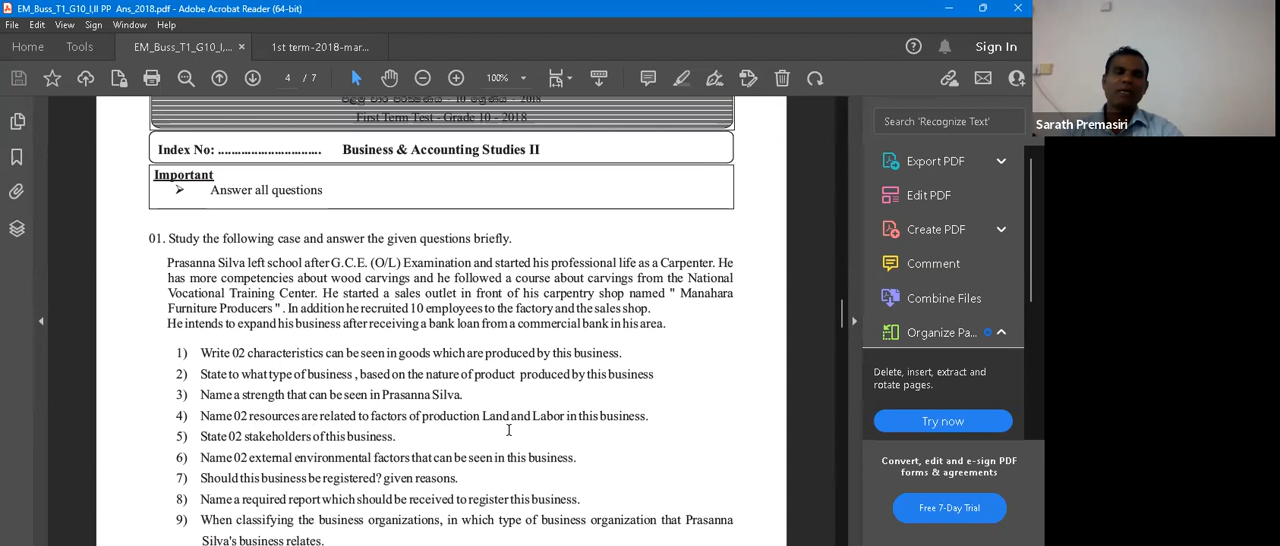 EM_Buss_T1_G10_I,II PP Ans_2018.pdf - Adobe Acrobat Reader (64-bit)
File Edit View Sign Window Help
Home Tools EM_Buss_T1_G10_I,II,... 1st term-2018-mar... Sign In
4 / 7 100%
පළමු වාර පරීක්ෂණය - 10 ශ්‍රේණිය - 2018
First Term Test - Grade 10 - 2018
Index No: ............................... Business & Accounting Studies II
Important
➤ Answer all questions
01. Study the following case and answer the given questions briefly.
Prasanna Silva left school after G.C.E. (O/L) Examination and started his professional life as a Carpenter. He
has more competencies about wood carvings and he followed a course about carvings from the National
Vocational Training Center. He started a sales outlet in front of his carpentry shop named " Manahara
Furniture Producers " . In addition he recruited 10 employees to the factory and the sales shop.
He intends to expand his business after receiving a bank loan from a commercial bank in his area.
1) Write 02 characteristics can be seen in goods which are produced by this business.
2) State to what type of business , based on the nature of product produced by this business
3) Name a strength that can be seen in Prasanna Silva.
4) Name 02 resources are related to factors of production Land and Labor in this business.
5) State 02 stakeholders of this business.
6) Name 02 external environmental factors that can be seen in this business.
7) Should this business be registered? given reasons.
8) Name a required report which should be received to register this business.
9) When classifying the business organizations, in which type of business organization that Prasanna
Silva's business relates.
Search 'Recognize Text'
Export PDF
Edit PDF
Create PDF
Comment
Combine Files
Organize Pa...
Delete, insert, extract and
rotate pages.
Try now
Convert, edit and e-sign PDF
forms & agreements
Free 7-Day Trial
Sarath Premasiri